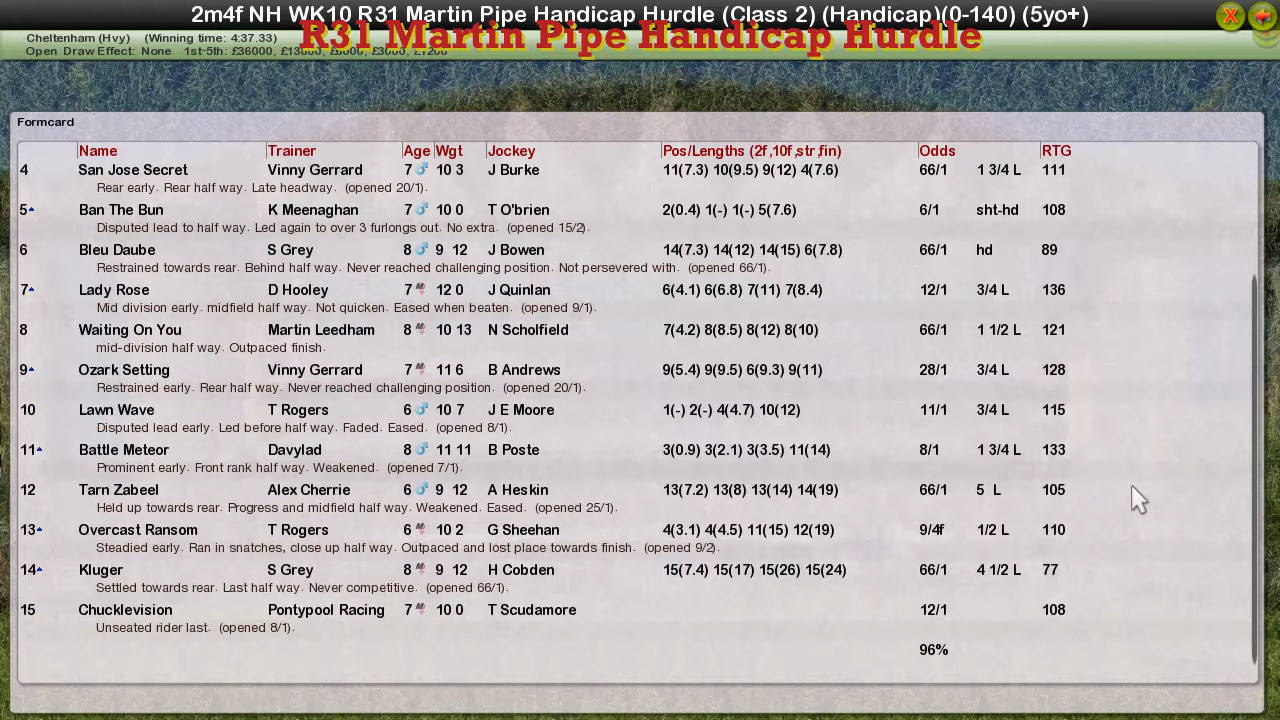 2m4f NH WK10 R31 Martin Pipe Handicap Hurdle (Class 2) (Handicap)(0-140) (5yo+)
R31 Martin Pipe Handicap Hurdle
Cheltenham (Hvy) (Winning time: 4:37.33)
Open Draw Effect: None 1st-5th: £36000, £3000, £1200
Formcard
Name Trainer Age Wgt Jockey Pos/Lengths (2f,10f,str,fin) Odds RTG
4 San Jose Secret Vinny Gerrard 7 10 3 J Burke 11(7.3) 10(9.5) 9(12) 4(7.6) 66/1 1 3/4 L 111
Rear early. Rear half way. Late headway. (opened 20/1).
5 Ban The Bun K Meenaghan 7 10 0 T O'brien 2(0.4) 1(-) 1(-) 5(7.6) 6/1 sht-hd 108
Disputed lead to half way. Led again to over 3 furlongs out. No extra. (opened 15/2).
6 Bleu Daube S Grey 8 9 12 J Bowen 14(7.3) 14(12) 14(15) 6(7.8) 66/1 hd 89
Restrained towards rear. Behind half way. Never reached challenging position. Not persevered with. (opened 66/1).
7 Lady Rose D Hooley 7 12 0 J Quinlan 6(4.1) 6(6.8) 7(11) 7(8.4) 12/1 3/4 L 136
Mid division early. midfield half way. Not quicken. Eased when beaten. (opened 9/1).
8 Waiting On You Martin Leedham 8 10 13 N Scholfield 7(4.2) 8(8.5) 8(12) 8(10) 66/1 1 1/2 L 121
mid-division half way. Outpaced finish.
9 Ozark Setting Vinny Gerrard 7 11 6 B Andrews 9(5.4) 9(9.5) 6(9.3) 9(11) 28/1 3/4 L 128
Restrained early. Rear half way. Never reached challenging position. (opened 20/1).
10 Lawn Wave T Rogers 6 10 7 J E Moore 1(-) 2(-) 4(4.7) 10(12) 11/1 3/4 L 115
Disputed lead early. Led before half way. Faded. Eased. (opened 8/1).
11 Battle Meteor Davylad 8 11 11 B Poste 3(0.9) 3(2.1) 3(3.5) 11(14) 8/1 1 3/4 L 133
Prominent early. Front rank half way. Weakened. (opened 7/1).
12 Tarn Zabeel Alex Cherrie 6 9 12 A Heskin 13(7.2) 13(8) 13(14) 14(19) 66/1 5 L 105
Held up towards rear. Progress and midfield half way. Weakened. Eased. (opened 25/1).
13 Overcast Ransom T Rogers 6 10 2 G Sheehan 4(3.1) 4(4.5) 11(15) 12(19) 9/4f 1/2 L 110
Steadied early. Ran in snatches, close up half way. Outpaced and lost place towards finish. (opened 9/2).
14 Kluger S Grey 8 9 12 H Cobden 15(7.4) 15(17) 15(26) 15(24) 66/1 4 1/2 L 77
Settled towards rear. Last half way. Never competitive. (opened 66/1).
15 Chucklevision Pontypool Racing 7 10 0 T Scudamore 12/1 108
Unseated rider last. (opened 8/1).
96%